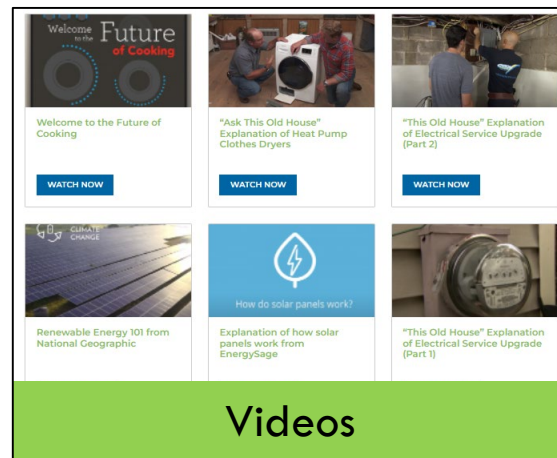 Welcome
to the
Future
of Cooking
Welcome to the Future of
Cooking
WATCH NOW
“Ask This Old House”
Explanation of Heat Pump
Clothes Dryers
WATCH NOW
“This Old House” Explanation
of Electrical Service Upgrade
(Part 2)
WATCH NOW
CLIMATE
CHANGE
Renewable Energy 101 from
National Geographic
How do solar panels work?
Explanation of how solar
panels work from
EnergySage
“This Old House” Explanation
of Electrical Service Upgrade
(Part 1)
Videos